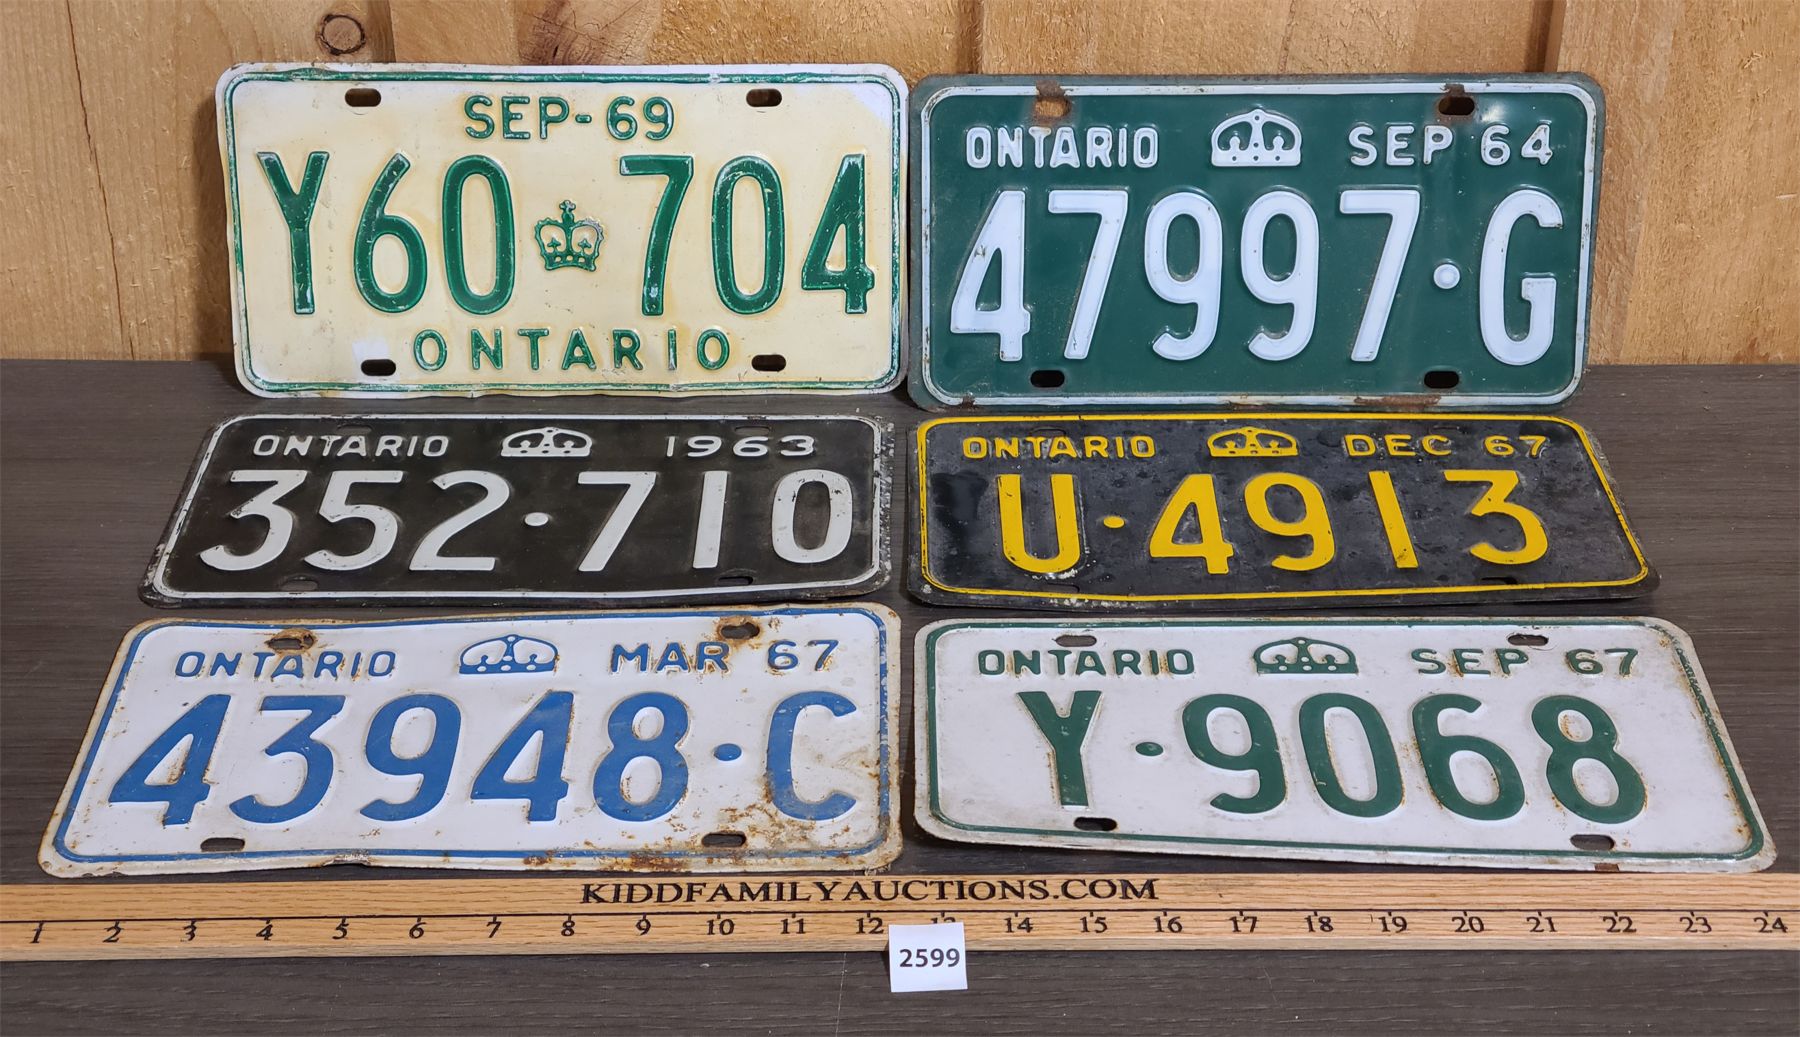 SEP-69
Y60 704
ONTARIO
ONTARIO SEP 64
47997·G
ONTARIO 1963
352·710
ONTARIO DEC 67
U·4913
ONTARIO MAR 67
43948·C
ONTARIO SEP 67
Y·9068
KIDDFAMILYAUCTIONS.COM
1 2 3 4 5 6 7 8 9 10 11 12 13 14 15 16 17 18 19 20 21 22 23 24
2599